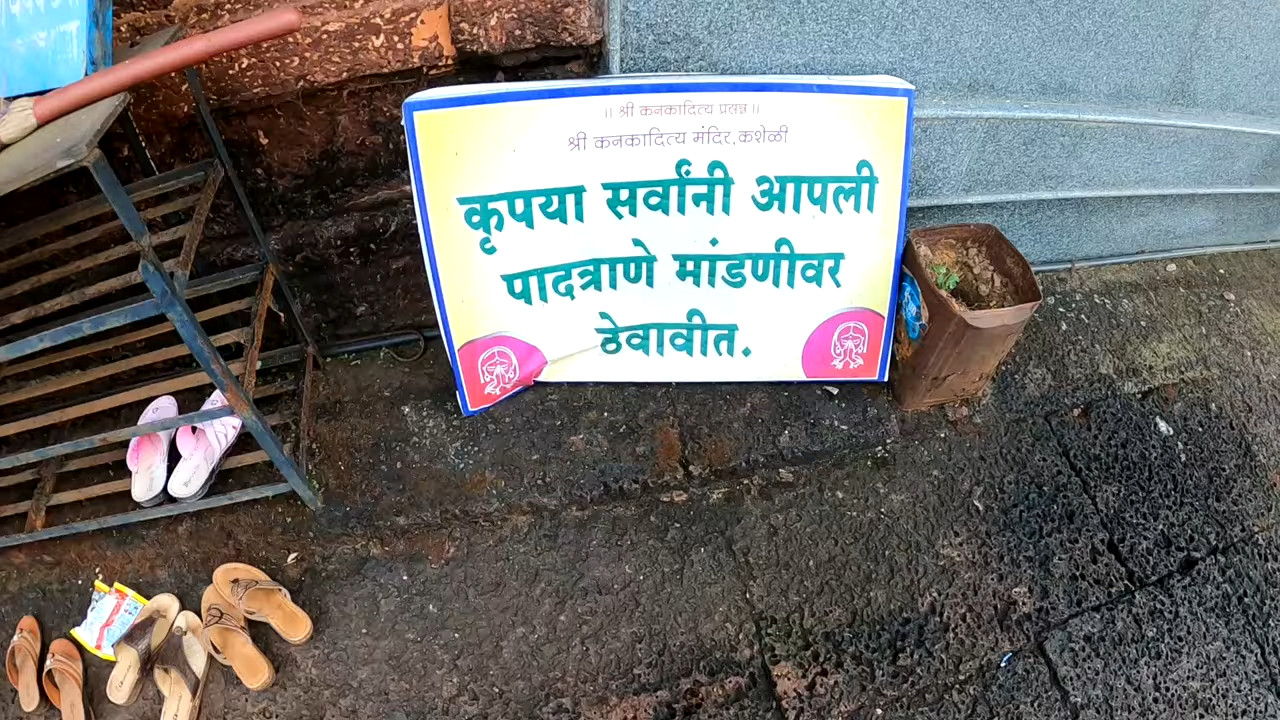 ॥ श्री कनकादित्य प्रसन्न ॥
श्री कनकादित्य मंदिर,कशेळी
कृपया सर्वांनी आपली
पादत्राणे मांडणीवर
ठेवावीत.